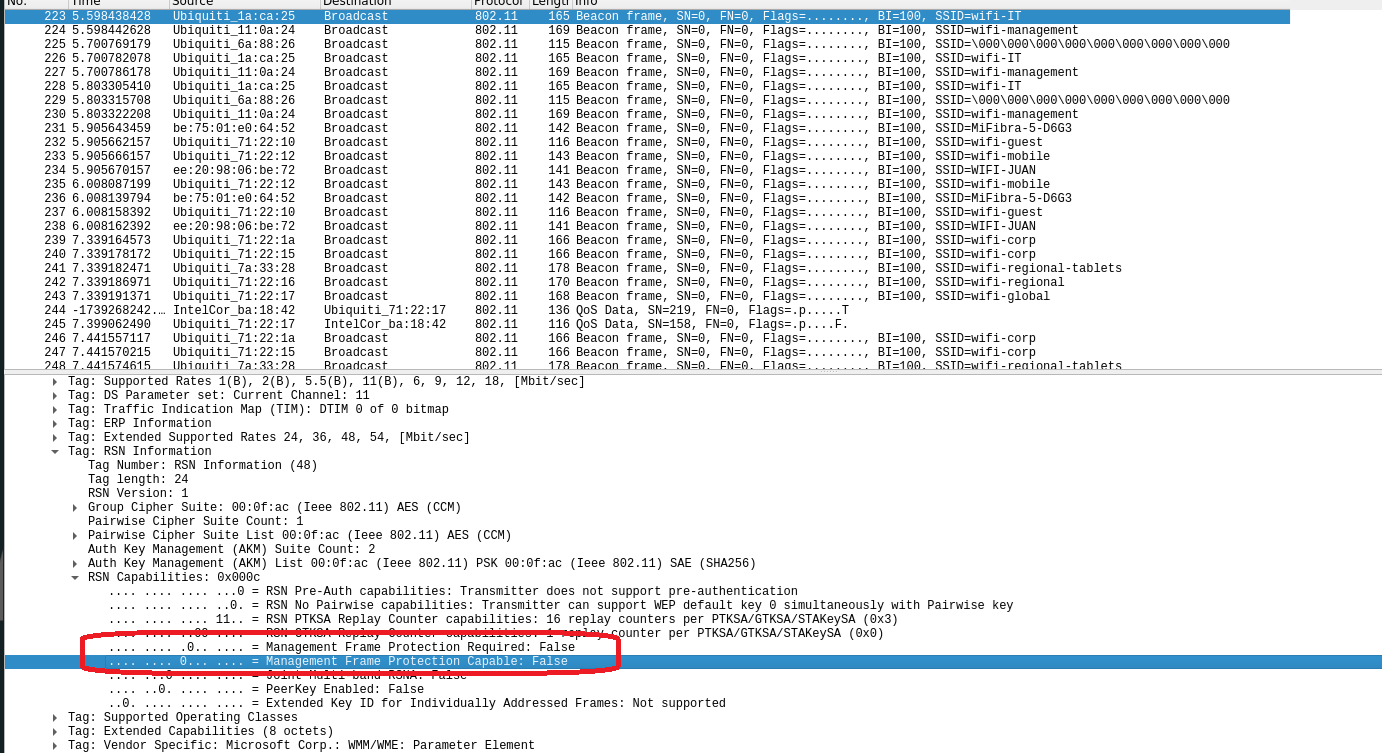 No. Time Source Destination Protocol Lengtl Info
223 5.598438428 Ubiquiti_1a:ca:25 Broadcast 802.11 165 Beacon frame, SN=0, FN=0, Flags=........, BI=100, SSID=wifi-IT
224 5.598442628 Ubiquiti_11:0a:24 Broadcast 802.11 169 Beacon frame, SN=0, FN=0, Flags=........, BI=100, SSID=wifi-management
225 5.700769179 Ubiquiti_6a:88:26 Broadcast 802.11 115 Beacon frame, SN=0, FN=0, Flags=........, BI=100, SSID=\000\000\000\000\000\000\000\000\000
226 5.700782078 Ubiquiti_1a:ca:25 Broadcast 802.11 165 Beacon frame, SN=0, FN=0, Flags=........, BI=100, SSID=wifi-IT
227 5.700786178 Ubiquiti_11:0a:24 Broadcast 802.11 169 Beacon frame, SN=0, FN=0, Flags=........, BI=100, SSID=wifi-management
228 5.803305410 Ubiquiti_1a:ca:25 Broadcast 802.11 165 Beacon frame, SN=0, FN=0, Flags=........, BI=100, SSID=wifi-IT
229 5.803315708 Ubiquiti_6a:88:26 Broadcast 802.11 115 Beacon frame, SN=0, FN=0, Flags=........, BI=100, SSID=\000\000\000\000\000\000\000\000\000
230 5.803322208 Ubiquiti_11:0a:24 Broadcast 802.11 169 Beacon frame, SN=0, FN=0, Flags=........, BI=100, SSID=wifi-management
231 5.905643459 be:75:01:e0:64:52 Broadcast 802.11 142 Beacon frame, SN=0, FN=0, Flags=........, BI=100, SSID=MiFibra-5-D6G3
232 5.905662157 Ubiquiti_71:22:10 Broadcast 802.11 116 Beacon frame, SN=0, FN=0, Flags=........, BI=100, SSID=wifi-guest
233 5.905666157 Ubiquiti_71:22:12 Broadcast 802.11 143 Beacon frame, SN=0, FN=0, Flags=........, BI=100, SSID=wifi-mobile
234 5.905670157 ee:20:98:06:be:72 Broadcast 802.11 141 Beacon frame, SN=0, FN=0, Flags=........, BI=100, SSID=WIFI-JUAN
235 6.008087199 Ubiquiti_71:22:12 Broadcast 802.11 143 Beacon frame, SN=0, FN=0, Flags=........, BI=100, SSID=wifi-mobile
236 6.008139794 be:75:01:e0:64:52 Broadcast 802.11 142 Beacon frame, SN=0, FN=0, Flags=........, BI=100, SSID=MiFibra-5-D6G3
237 6.008158392 Ubiquiti_71:22:10 Broadcast 802.11 116 Beacon frame, SN=0, FN=0, Flags=........, BI=100, SSID=wifi-guest
238 6.008162392 ee:20:98:06:be:72 Broadcast 802.11 141 Beacon frame, SN=0, FN=0, Flags=........, BI=100, SSID=WIFI-JUAN
239 7.339164573 Ubiquiti_71:22:1a Broadcast 802.11 166 Beacon frame, SN=0, FN=0, Flags=........, BI=100, SSID=wifi-corp
240 7.339178172 Ubiquiti_71:22:15 Broadcast 802.11 166 Beacon frame, SN=0, FN=0, Flags=........, BI=100, SSID=wifi-corp
241 7.339182471 Ubiquiti_7a:33:28 Broadcast 802.11 178 Beacon frame, SN=0, FN=0, Flags=........, BI=100, SSID=wifi-regional-tablets
242 7.339186971 Ubiquiti_71:22:16 Broadcast 802.11 170 Beacon frame, SN=0, FN=0, Flags=........, BI=100, SSID=wifi-regional
243 7.339191371 Ubiquiti_71:22:17 Broadcast 802.11 168 Beacon frame, SN=0, FN=0, Flags=........, BI=100, SSID=wifi-global
244 -1739268242.… IntelCor_ba:18:42 Ubiquiti_71:22:17 802.11 136 QoS Data, SN=219, FN=0, Flags=.p.....T
245 7.399062490 Ubiquiti_71:22:17 IntelCor_ba:18:42 802.11 116 QoS Data, SN=158, FN=0, Flags=.p....F.
246 7.441557117 Ubiquiti_71:22:1a Broadcast 802.11 166 Beacon frame, SN=0, FN=0, Flags=........, BI=100, SSID=wifi-corp
247 7.441570215 Ubiquiti_71:22:15 Broadcast 802.11 166 Beacon frame, SN=0, FN=0, Flags=........, BI=100, SSID=wifi-corp
248 7.441574615 Ubiquiti_7a:33:28 Broadcast 802.11 178 Beacon frame, SN=0, FN=0, Flags=........, BI=100, SSID=wifi-regional-tablets
Tag: Supported Rates 1(B), 2(B), 5.5(B), 11(B), 6, 9, 12, 18, [Mbit/sec]
Tag: DS Parameter set: Current Channel: 11
Tag: Traffic Indication Map (TIM): DTIM 0 of 0 bitmap
Tag: ERP Information
Tag: Extended Supported Rates 24, 36, 48, 54, [Mbit/sec]
Tag: RSN Information
Tag Number: RSN Information (48)
Tag length: 24
RSN Version: 1
Group Cipher Suite: 00:0f:ac (Ieee 802.11) AES (CCM)
Pairwise Cipher Suite Count: 1
Pairwise Cipher Suite List 00:0f:ac (Ieee 802.11) AES (CCM)
Auth Key Management (AKM) Suite Count: 2
Auth Key Management (AKM) List 00:0f:ac (Ieee 802.11) PSK 00:0f:ac (Ieee 802.11) SAE (SHA256)
RSN Capabilities: 0x000c
.... .... .... ...0 = RSN Pre-Auth capabilities: Transmitter does not support pre-authentication
.... .... .... ..0. = RSN No Pairwise capabilities: Transmitter can support WEP default key 0 simultaneously with Pairwise key
.... .... .... 11.. = RSN PTKSA Replay Counter capabilities: 16 replay counters per PTKSA/GTKSA/STAKeySA (0x3)
.... .... ..00 .... = RSN GTKSA Replay Counter capabilities: 1 replay counter per PTKSA/GTKSA/STAKeySA (0x0)
.... .... .0.. .... = Management Frame Protection Required: False
.... .... 0... .... = Management Frame Protection Capable: False
.... ...0 .... .... = Joint Multi-band RSNA: False
.... ..0. .... .... = PeerKey Enabled: False
..0. .... .... .... = Extended Key ID for Individually Addressed Frames: Not supported
Tag: Supported Operating Classes
Tag: Extended Capabilities (8 octets)
Tag: Vendor Specific: Microsoft Corp.: WMM/WME: Parameter Element